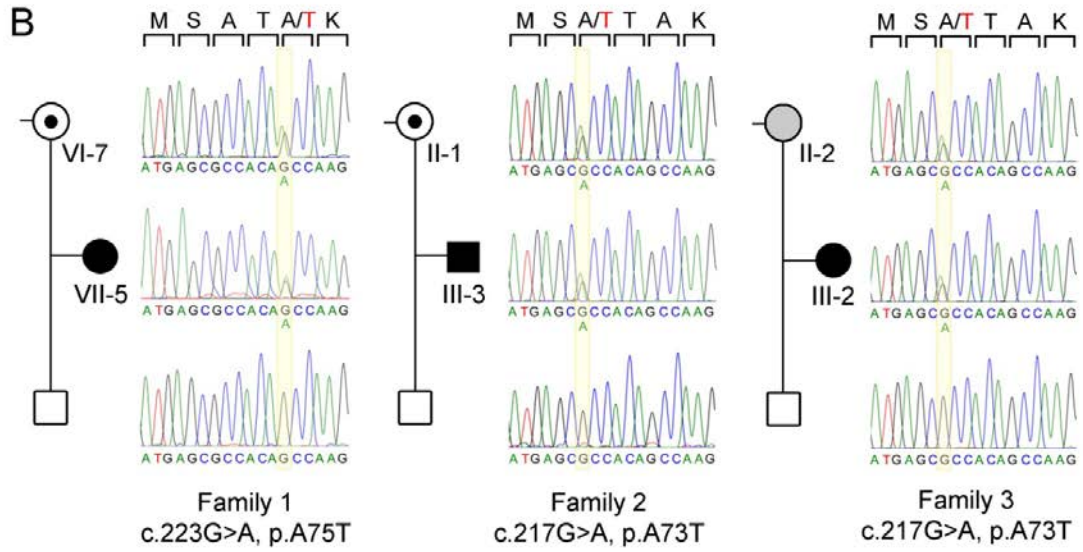 B
M S A T A/T K
VI-7
ATGAGCGCCACAGCCAAG
A
VII-5
ATGAGCGCCACAGCCAAG
A
ATGAGCGCCACAGCCAAG
Family 1
c.223G>A, p.A75T
M S A/T T A K
II-1
ATGAGCGCCACAGCCAAG
A
III-3
ATGAGCGCCACAGCCAAG
A
ATGAGCGCCACAGCCAAG
Family 2
c.217G>A, p.A73T
M S A/T T A K
II-2
ATGAGCGCCACAGCCAAG
A
III-2
ATGAGCGCCACAGCCAAG
A
ATGAGCGCCACAGCCAAG
Family 3
c.217G>A, p.A73T